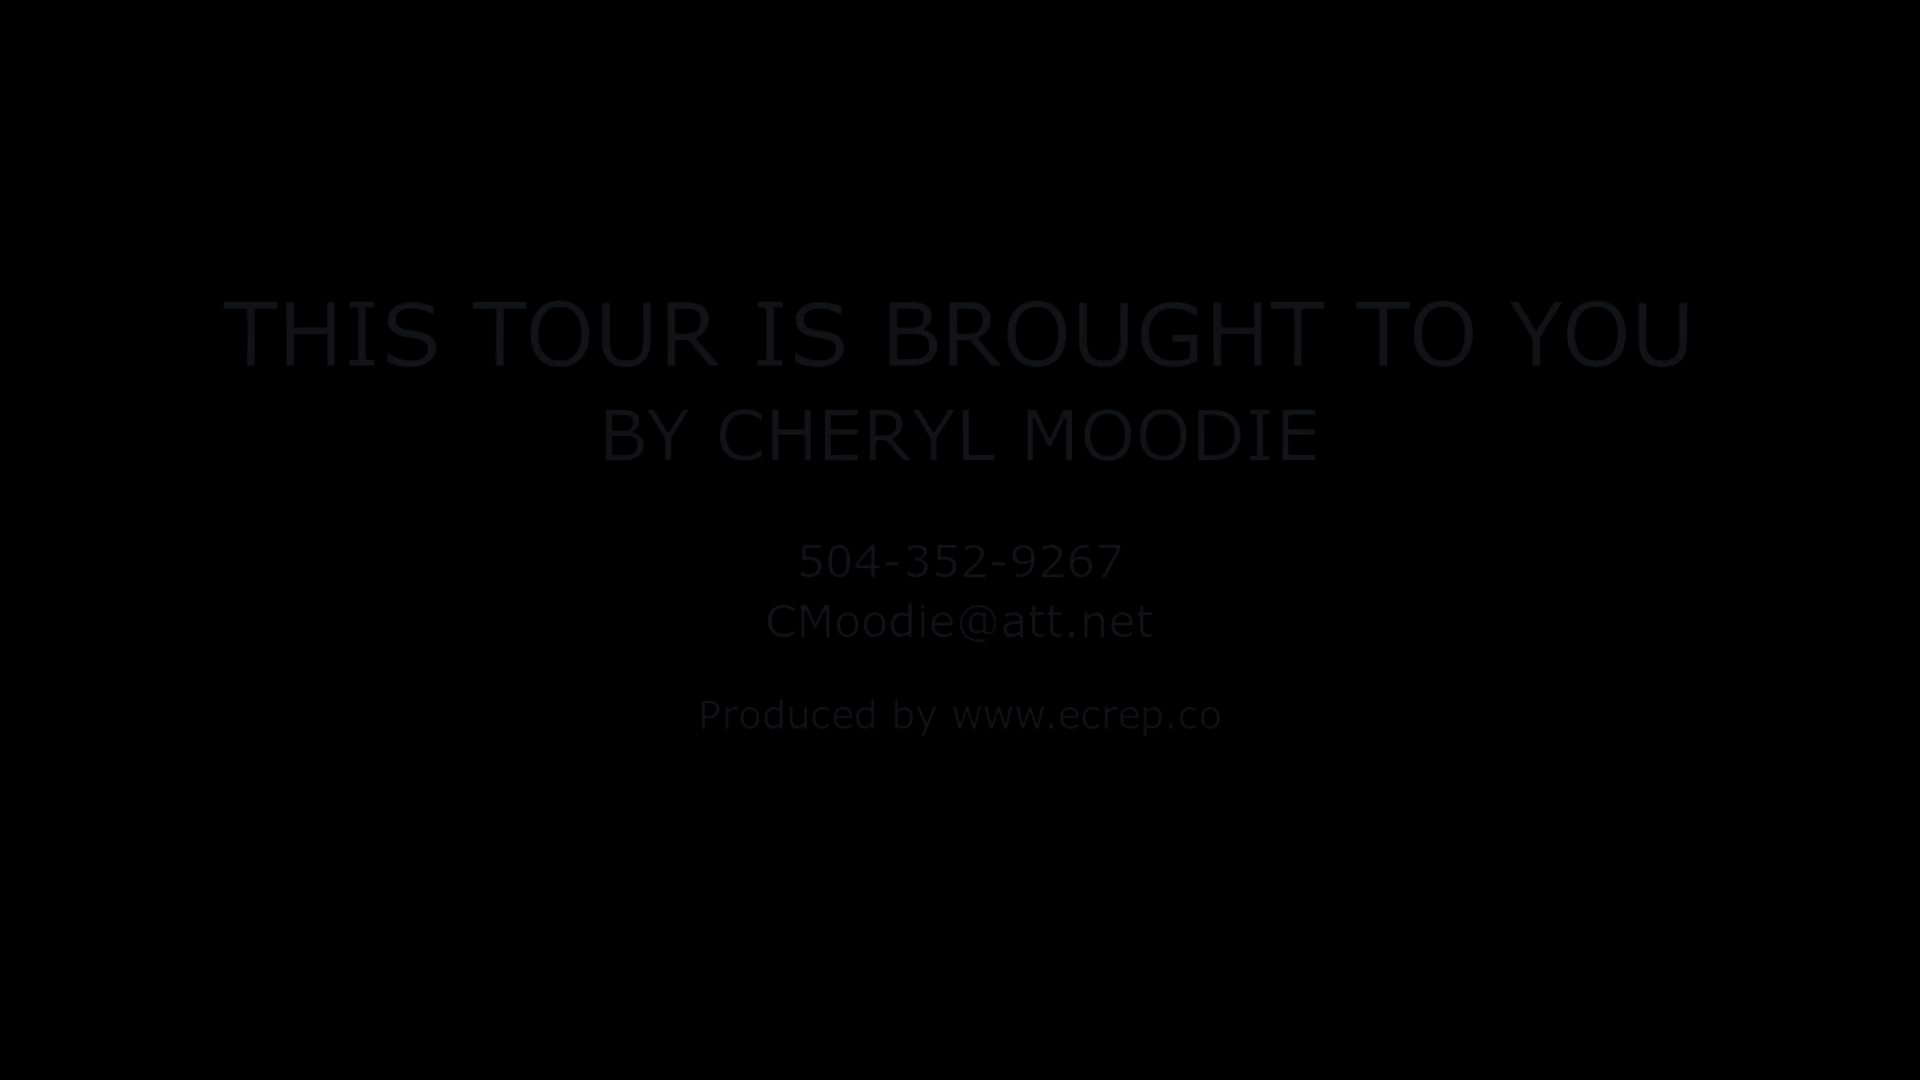 THIS TOUR IS BROUGHT TO YOU
BY CHERYL MOODIE
504-352-9267
CMoodie@att.net
Produced by www.ecrep.co